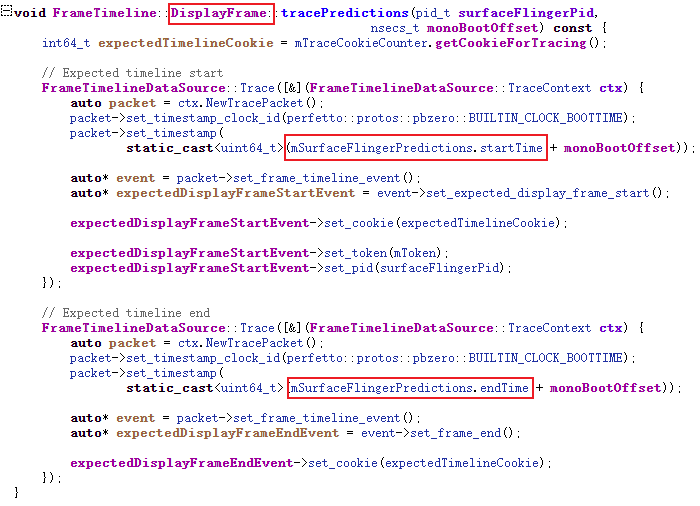 void FrameTimeline::DisplayFrame::tracePredictions(pid_t surfaceFlingerPid,
nsecs_t monoBootOffset) const {
int64_t expectedTimelineCookie = mTraceCookieCounter.getCookieForTracing();
// Expected timeline start
FrameTimelineDataSource::Trace([&](FrameTimelineDataSource::TraceContext ctx) {
auto packet = ctx.NewTracePacket();
packet->set_timestamp_clock_id(perfetto::protos::pbzero::BUILTIN_CLOCK_BOOTTIME);
packet->set_timestamp(
static_cast<uint64_t>(mSurfaceFlingerPredictions.startTime + monoBootOffset));
auto* event = packet->set_frame_timeline_event();
auto* expectedDisplayFrameStartEvent = event->set_expected_display_frame_start();
expectedDisplayFrameStartEvent->set_cookie(expectedTimelineCookie);
expectedDisplayFrameStartEvent->set_token(mToken);
expectedDisplayFrameStartEvent->set_pid(surfaceFlingerPid);
});
// Expected timeline end
FrameTimelineDataSource::Trace([&](FrameTimelineDataSource::TraceContext ctx) {
auto packet = ctx.NewTracePacket();
packet->set_timestamp_clock_id(perfetto::protos::pbzero::BUILTIN_CLOCK_BOOTTIME);
packet->set_timestamp(
static_cast<uint64_t>(mSurfaceFlingerPredictions.endTime + monoBootOffset));
auto* event = packet->set_frame_timeline_event();
auto* expectedDisplayFrameEndEvent = event->set_frame_end();
expectedDisplayFrameEndEvent->set_cookie(expectedTimelineCookie);
});
}